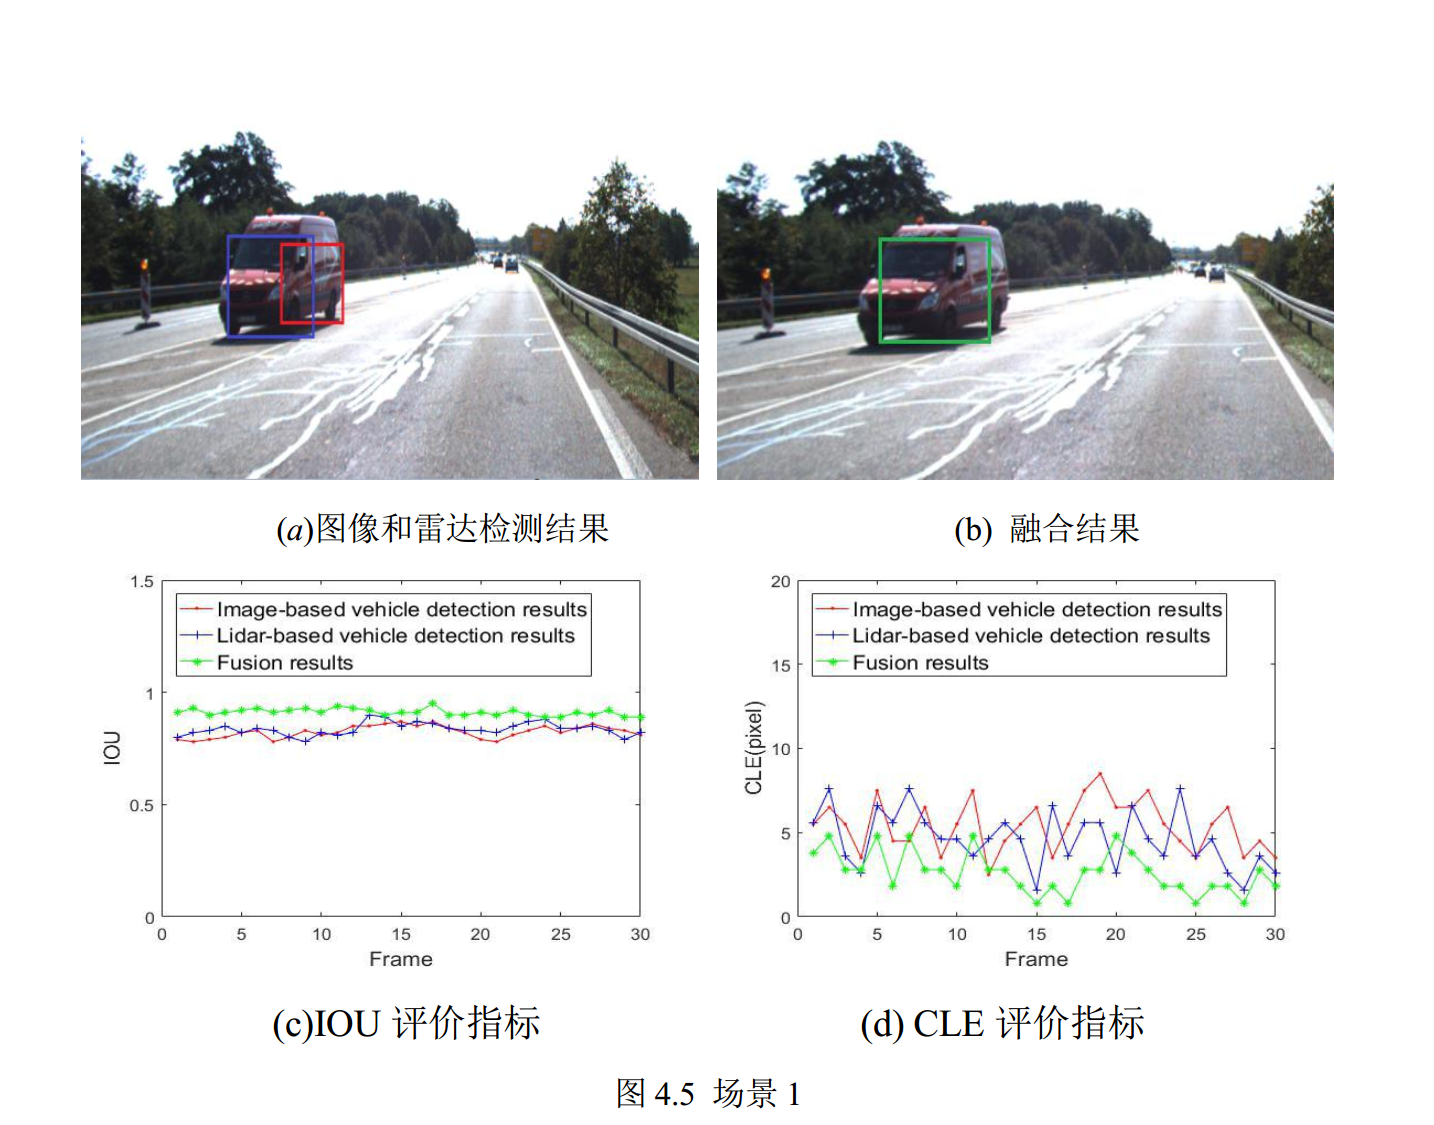 (a)图像和雷达检测结果
(b) 融合结果
1.5
1
0.5
0
IOU
Image-based vehicle detection results
Lidar-based vehicle detection results
Fusion results
0 5 10 15 20 25 30
Frame
20
15
10
5
0
CLE(pixel)
Image-based vehicle detection results
Lidar-based vehicle detection results
Fusion results
0 5 10 15 20 25 30
Frame
(c)IOU 评价指标
(d) CLE 评价指标
图 4.5 场景 1